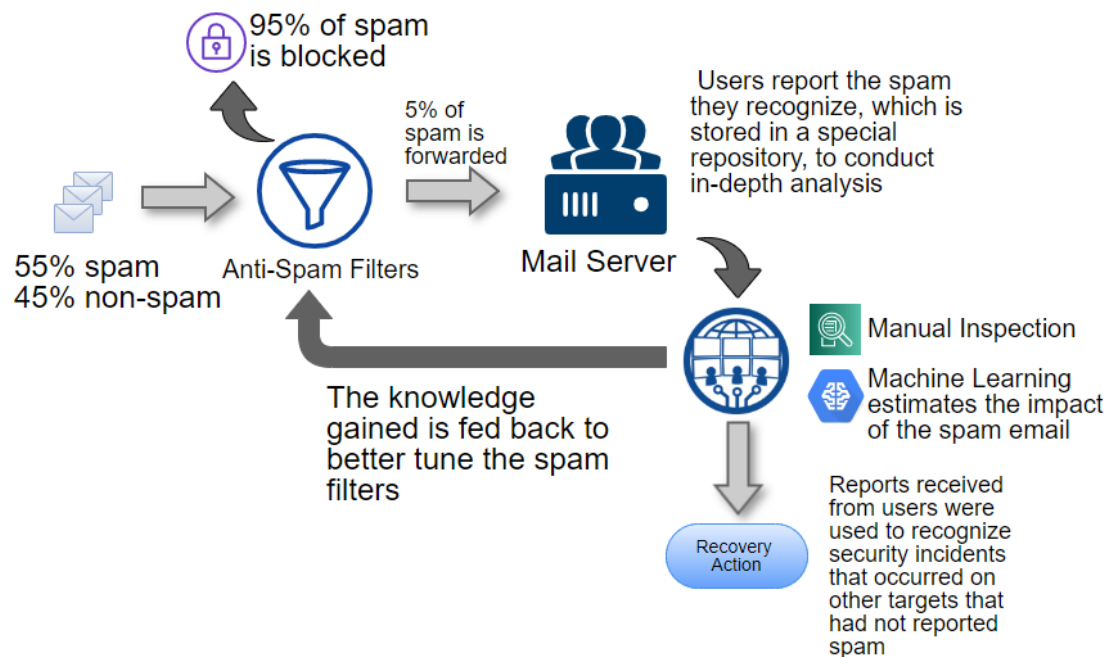 95% of spam
is blocked
5% of
spam is
forwarded
Users report the spam
they recognize, which is
stored in a special
repository, to conduct
in-depth analysis
55% spam
45% non-spam
Anti-Spam Filters
Mail Server
Manual Inspection
Machine Learning
estimates the impact
of the spam email
The knowledge
gained is fed back to
better tune the spam
filters
Recovery
Action
Reports received
from users were
used to recognize
security incidents
that occurred on
other targets that
had not reported
spam